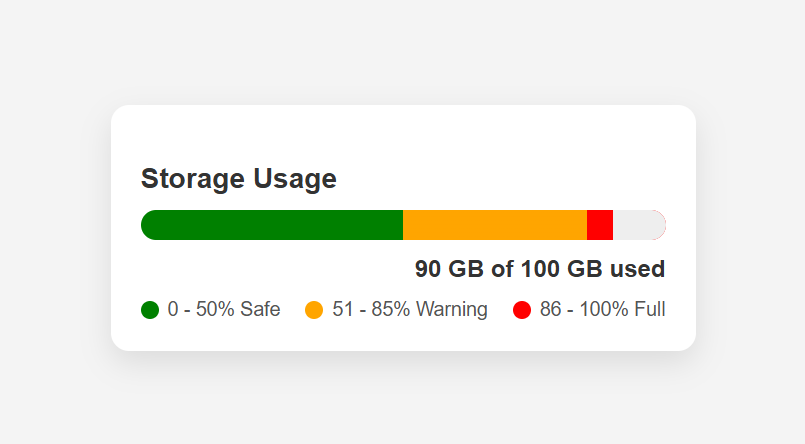 Storage Usage
90 GB of 100 GB used
0 - 50% Safe 51 - 85% Warning 86 - 100% Full